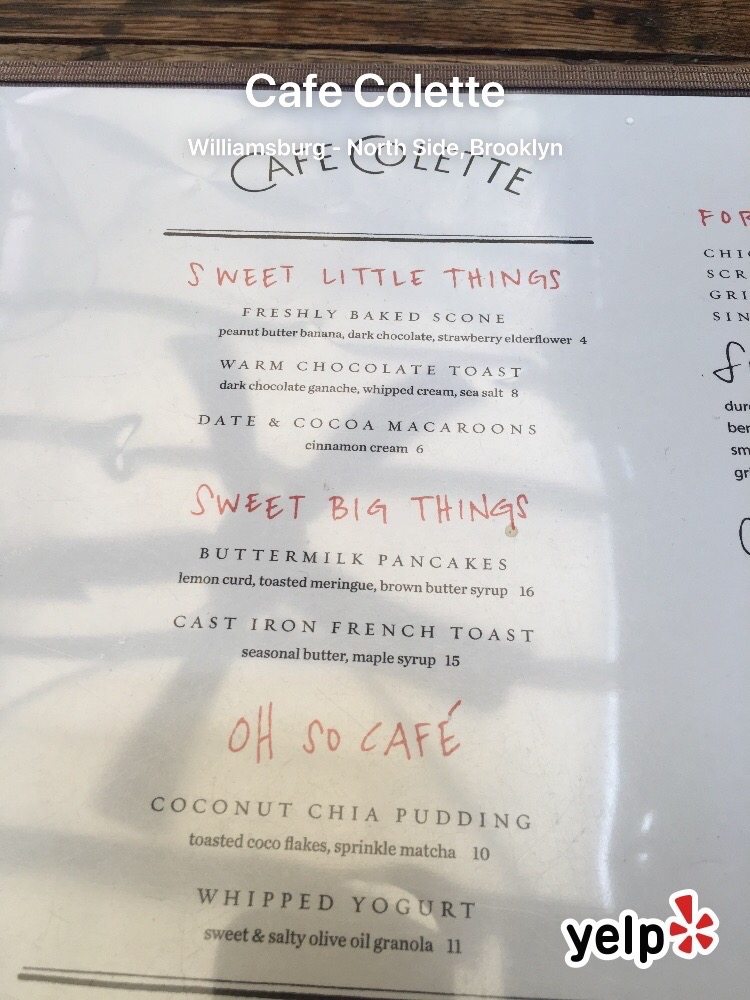 Cafe Colette
Williamsburg - North Side, Brooklyn
CAFE COLETTE
SWEET LITTLE THINGS
FRESHLY BAKED SCONE
peanut butter banana, dark chocolate, strawberry elderflower 4
WARM CHOCOLATE TOAST
dark chocolate ganache, whipped cream, sea salt 8
DATE & COCOA MACAROONS
cinnamon cream 6
SWEET BIG THINGS
BUTTERMILK PANCAKES
lemon curd, toasted meringue, brown butter syrup 16
CAST IRON FRENCH TOAST
seasonal butter, maple syrup 15
OH SO CAFÉ
COCONUT CHIA PUDDING
toasted coco flakes, sprinkle matcha 10
WHIPPED YOGURT
sweet & salty olive oil granola 11
yelp